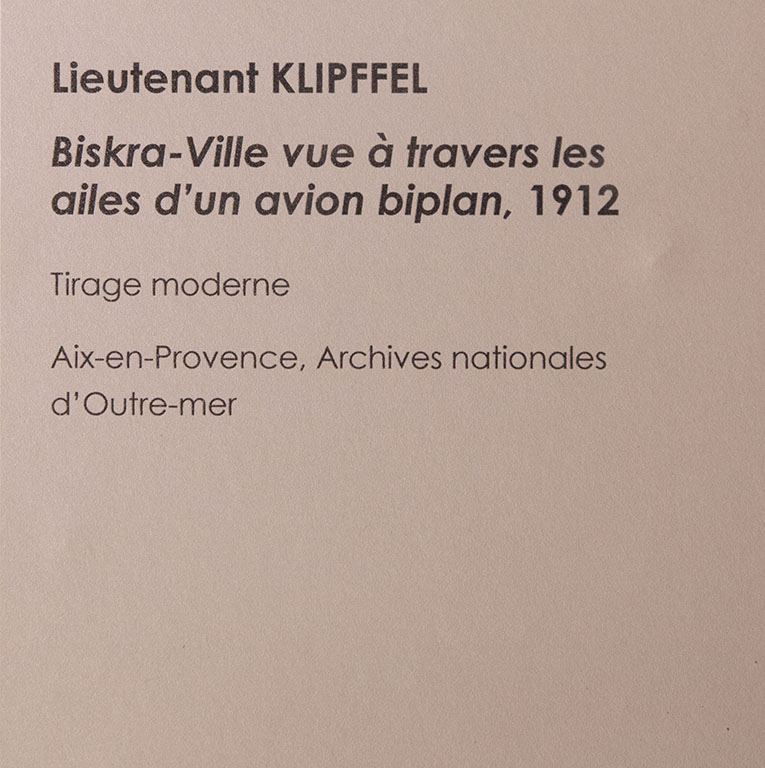 Lieutenant KLIPFFEL
Biskra-Ville vue à travers les
ailes d’un avion biplan, 1912
Tirage moderne
Aix-en-Provence, Archives nationales
d’Outre-mer